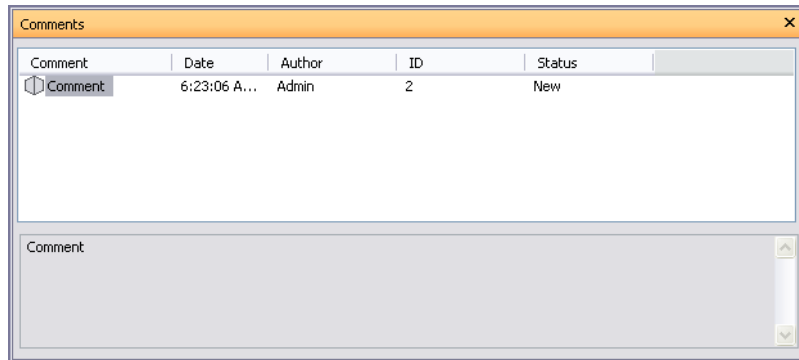 Comments
Comment Date Author ID Status
Comment 6:23:06 A... Admin 2 New
Comment